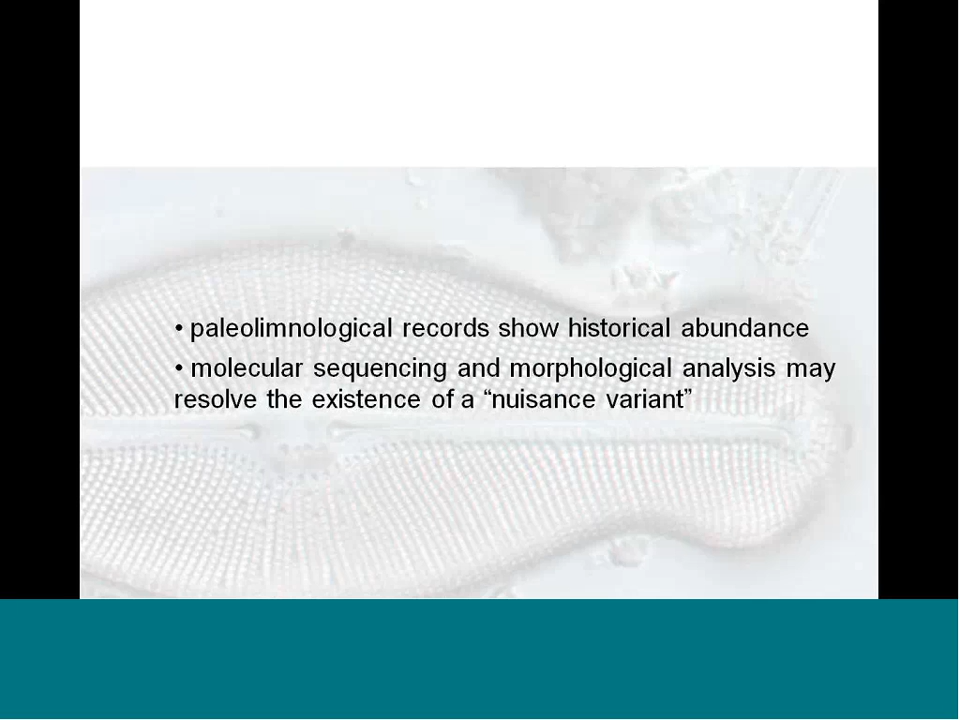 • paleolimnological records show historical abundance
• molecular sequencing and morphological analysis may
resolve the existence of a “nuisance variant”